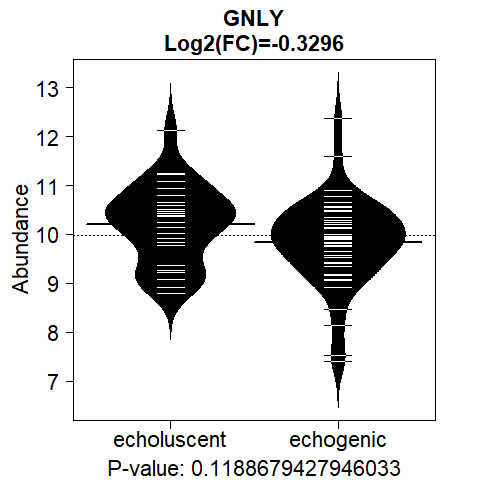 GNLY
Log2(FC)=-0.3296
Abundance
13
12
11
10
9
8
7
echoluscent echogenic
P-value: 0.1188679427946033